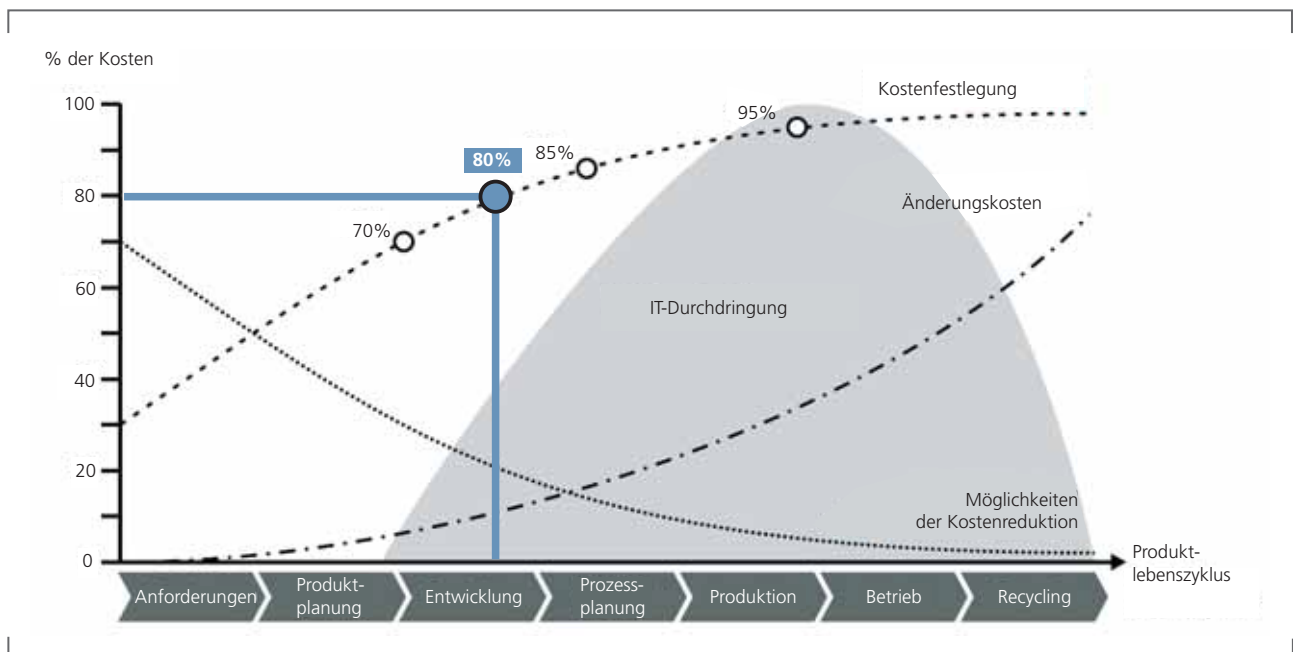 % der Kosten
100
80
60
40
20
0
70%
80%
85%
95%
Kostenfestlegung
Änderungskosten
IT-Durchdringung
Möglichkeiten
der Kostenreduktion
Produkt-
lebenszyklus
Anforderungen
Produkt-
planung
Entwicklung
Prozess-
planung
Produktion
Betrieb
Recycling